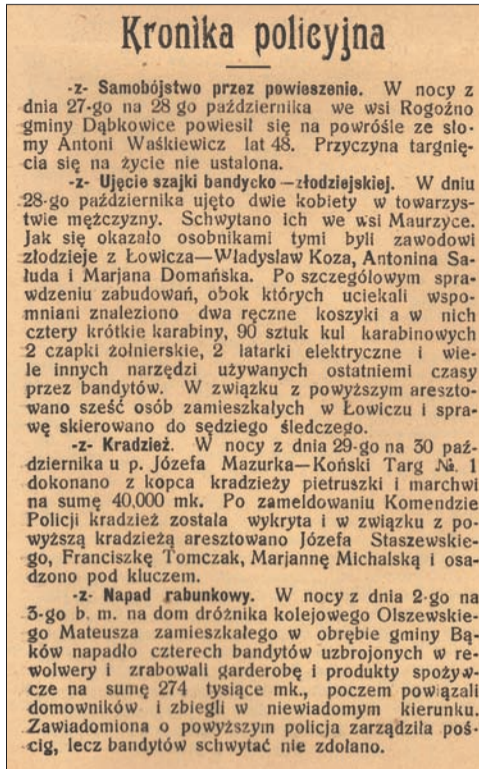 Kronika policyjna
-z- Samobójstwo przez powieszenie. W nocy z
dnia 27-go na 28 go października we wsi Rogoźno
gminy Dąbkowice powiesił się na powróśle ze sło-
my Antoni Waśkiewicz lat 48. Przyczyna targnię-
cia się na życie nie ustalona.
-z- Ujęcie szajki bandycko—złodziejskiej. W dniu
28-go października ujęto dwie kobiety w towarzys-
twie mężczyzny. Schwytano ich we wsi Maurzyce.
Jak się okazało osobnikami tymi byli zawodowi
złodzieje z Łowicza—Władysław Koza, Antonina Sa-
łuda i Marjana Domańska. Po szczegółowym spra-
wdzeniu zabudowań, obok których uciekali wspo-
mniani znaleziono dwa ręczne koszyki a w nich
cztery krótkie karabiny, 90 sztuk kul karabinowych
2 czapki żołnierskie, 2 latarki elektryczne i wie-
le innych narzędzi używanych ostatniemi czasy
przez bandytów. W związku z powyższym areszto-
wano sześć osób zamieszkałych w Łowiczu i spra-
wę skierowano do sędziego śledczego.
-z- Kradzież. W nocy z dnia 29-go na 30 paź-
dziernika u p. Józefa Mazurka—Koński Targ №. 1
dokonano z kopca kradzieży pietruszki i marchwi
na sumę 40,000 mk. Po zameldowaniu Komendzie
Policji kradzież została wykryta i w związku z po-
wyższą kradzieżą aresztowano Józefa Staszewskie-
go, Franciszkę Tomczak, Marjannę Michalską i osa-
dzono pod kluczem.
-z- Napad rabunkowy. W nocy z dnia 2-go na
3-go b. m. na dom dróżnika kolejowego Olszewskie-
go Mateusza zamieszkałego w obrębie gminy Bą-
ków napadło czterech bandytów uzbrojonych w re-
wolwery i zrabowali garderobę i produkty spożyw-
cze na sumę 274 tysiące mk., poczem powiązali
domowników i zbiegli w niewiadomym kierunku.
Zawiadomiona o powyższym policja zarządziła poś-
cig, lecz bandytów schwytać nie zdołano.